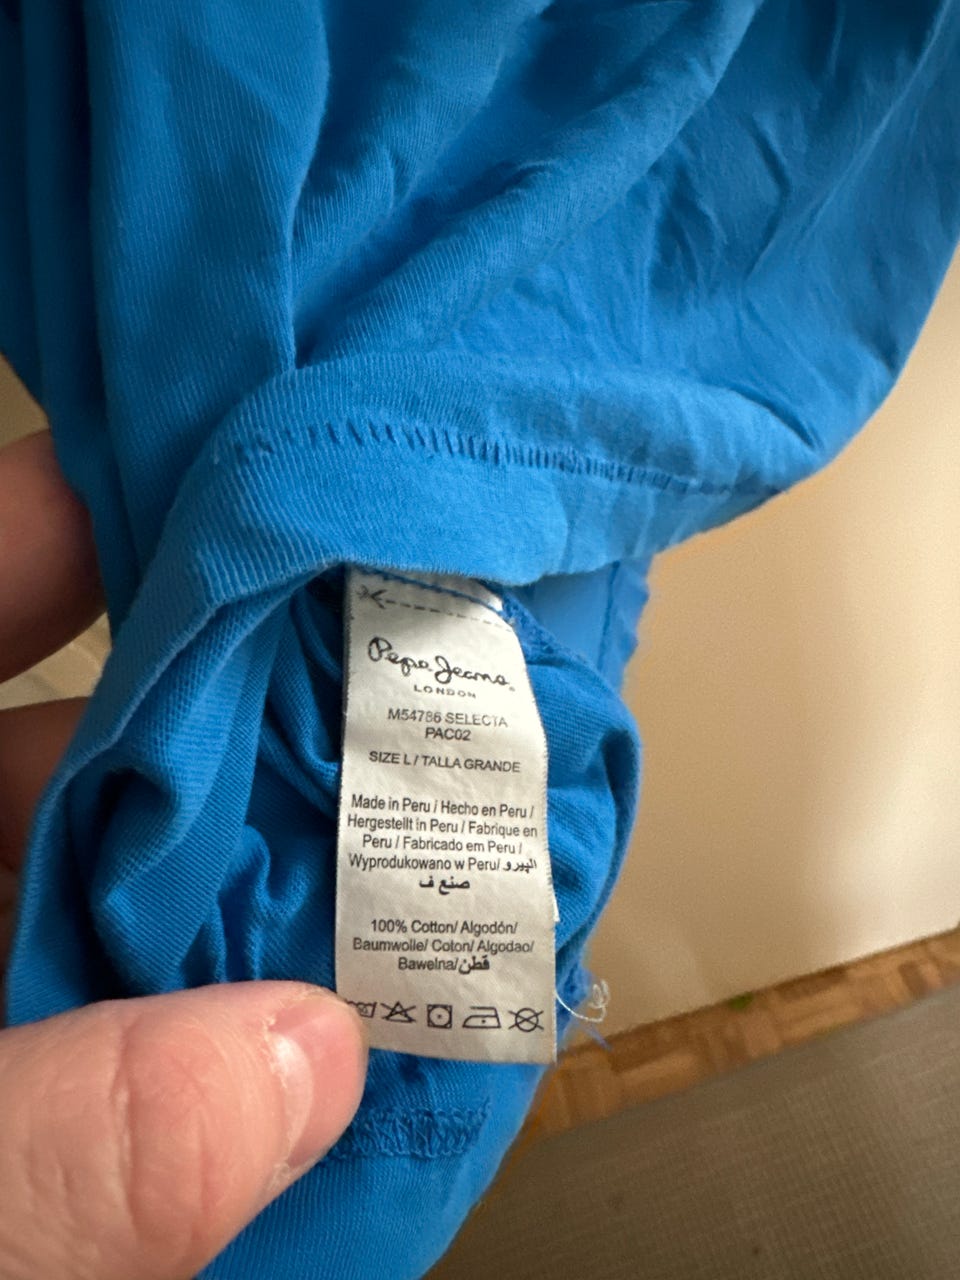 Pepe Jeans
LONDON
M54786 SELECTA
PAC02
SIZE L / TALLA GRANDE
Made in Peru / Hecho en Peru /
Hergestellt in Peru / Fabrique en
Peru / Fabricado em Peru /
Wyprodukowano w Peru/ البيرو
صنع ف
100% Cotton/ Algodón/
Baumwolle/ Coton/ Algodao/
Bawelna/قطن